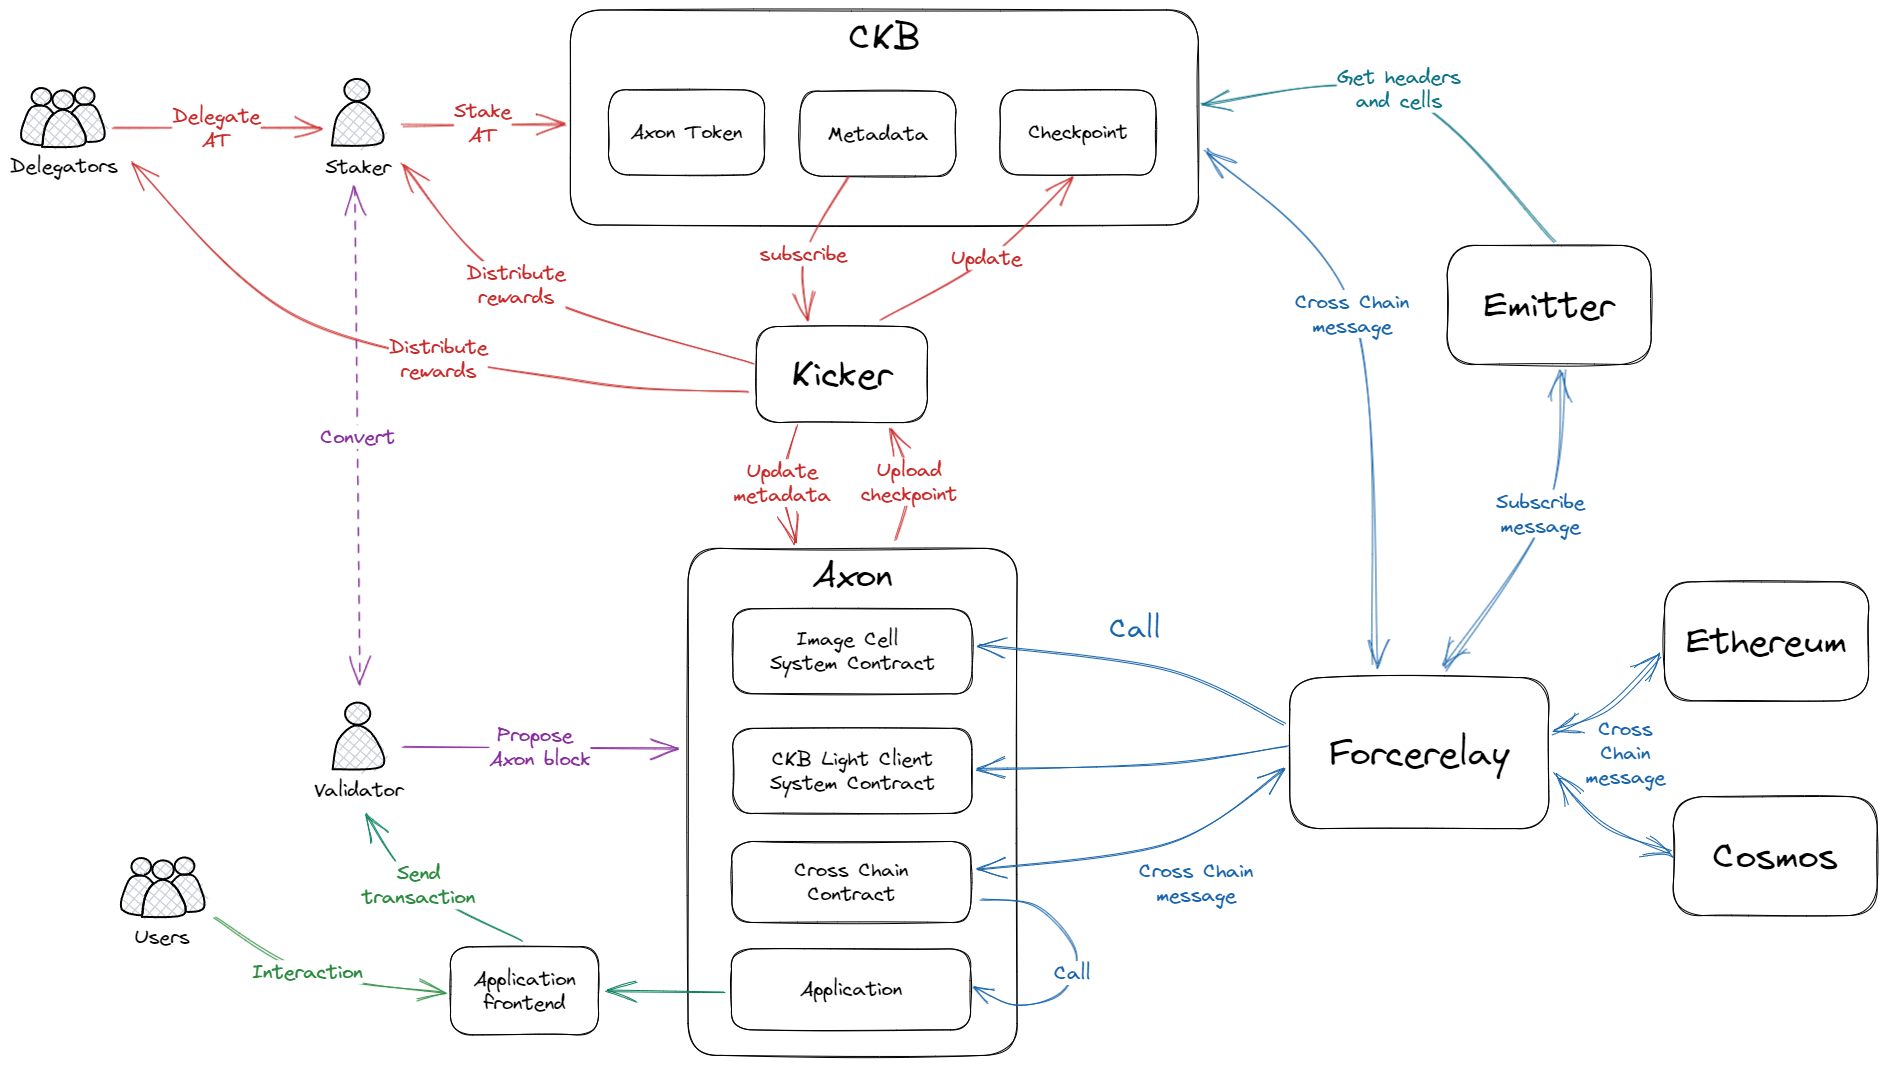 CKB
Axon Token
Metadata
Checkpoint
Delegators
Delegate
AT
Staker
Stake
AT
Get headers
and cells
subscribe
Update
Distribute
rewards
Distribute
rewards
Kicker
Cross Chain
message
Emitter
Convert
Update
metadata
Upload
checkpoint
Subscribe
message
Axon
Image Cell
System Contract
CKB Light Client
System Contract
Cross Chain
Contract
Application
Call
Forcerelay
Ethereum
Cross
Chain
message
Cosmos
Cross Chain
message
Call
Propose
Axon block
Validator
Send
transaction
Users
Interaction
Application
frontend